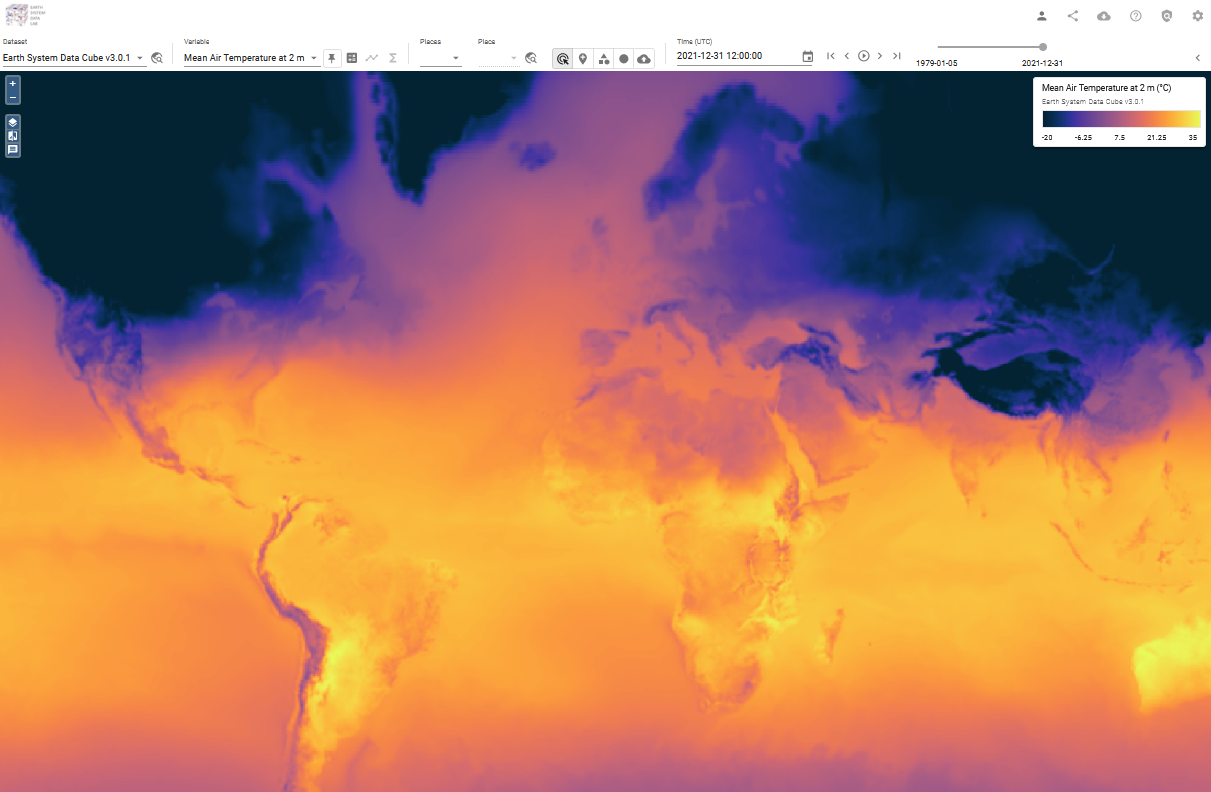 EARTH
SYSTEM
DATA
LAB
Dataset
Earth System Data Cube v3.0.1
Variable
Mean Air Temperature at 2 m
Places
Place
Time (UTC)
2021-12-31 12:00:00
1979-01-05
2021-12-31
+
−
Mean Air Temperature at 2 m (°C)
Earth System Data Cube v3.0.1
-20
-6.25
7.5
21.25
35